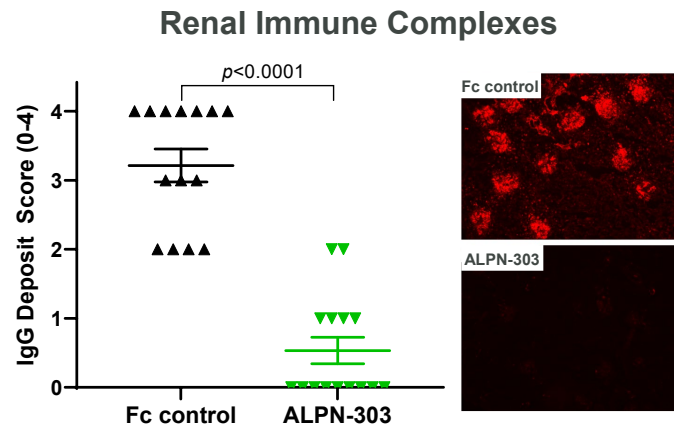 Renal Immune Complexes
p<0.0001
IgG Deposit Score (0-4)
4
3
2
1
0
Fc control
ALPN-303
Fc control
ALPN-303